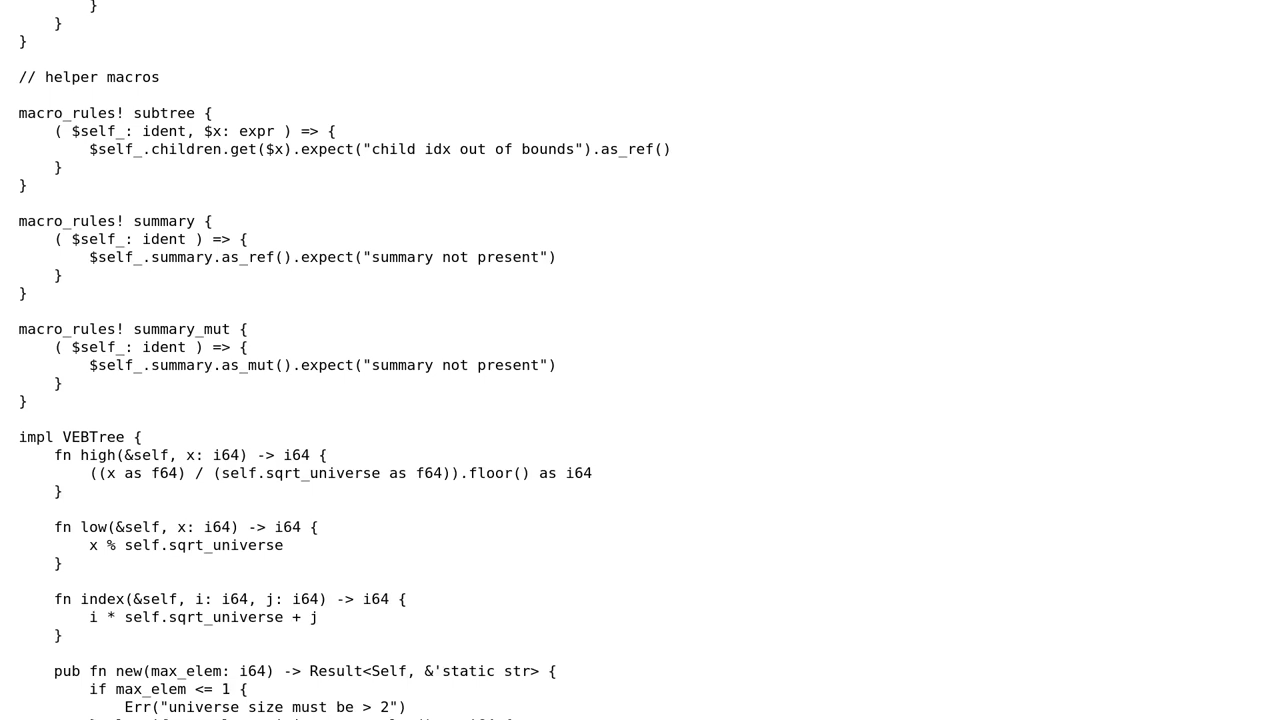 }
    }
}

// helper macros

macro_rules! subtree {
    ( $self_: ident, $x: expr ) => {
        $self_.children.get($x).expect("child idx out of bounds").as_ref()
    }
}

macro_rules! summary {
    ( $self_: ident ) => {
        $self_.summary.as_ref().expect("summary not present")
    }
}

macro_rules! summary_mut {
    ( $self_: ident ) => {
        $self_.summary.as_mut().expect("summary not present")
    }
}

impl VEBTree {
    fn high(&self, x: i64) -> i64 {
        ((x as f64) / (self.sqrt_universe as f64)).floor() as i64
    }

    fn low(&self, x: i64) -> i64 {
        x % self.sqrt_universe
    }

    fn index(&self, i: i64, j: i64) -> i64 {
        i * self.sqrt_universe + j
    }

    pub fn new(max_elem: i64) -> Result<Self, &'static str> {
        if max_elem <= 1 {
            Err("universe size must be > 2")